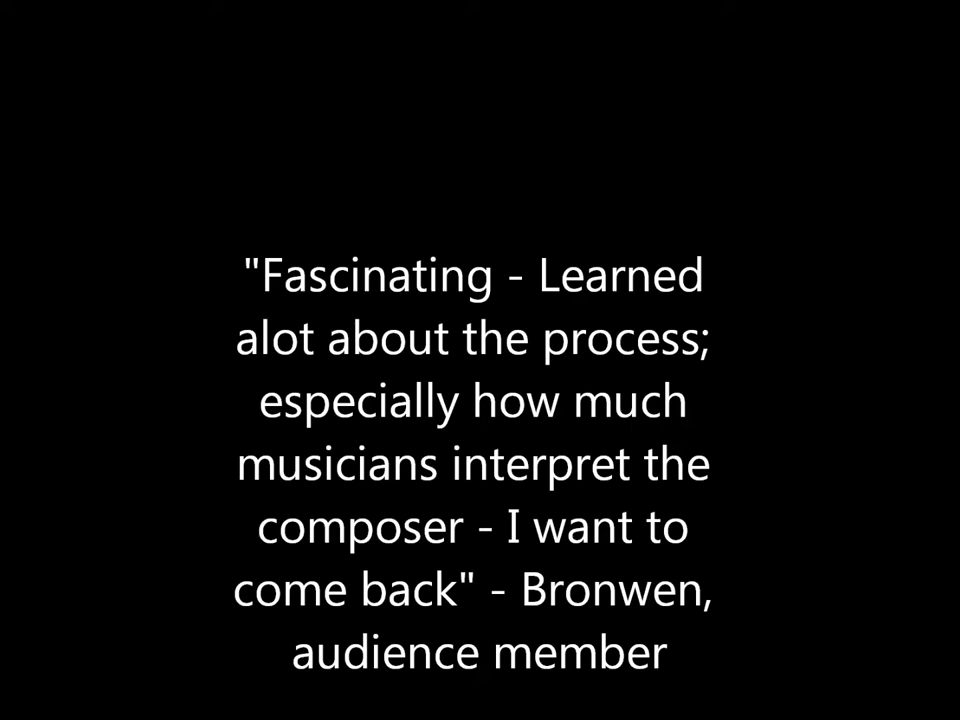 "Fascinating - Learned
alot about the process;
especially how much
musicians interpret the
composer - I want to
come back" - Bronwen,
audience member